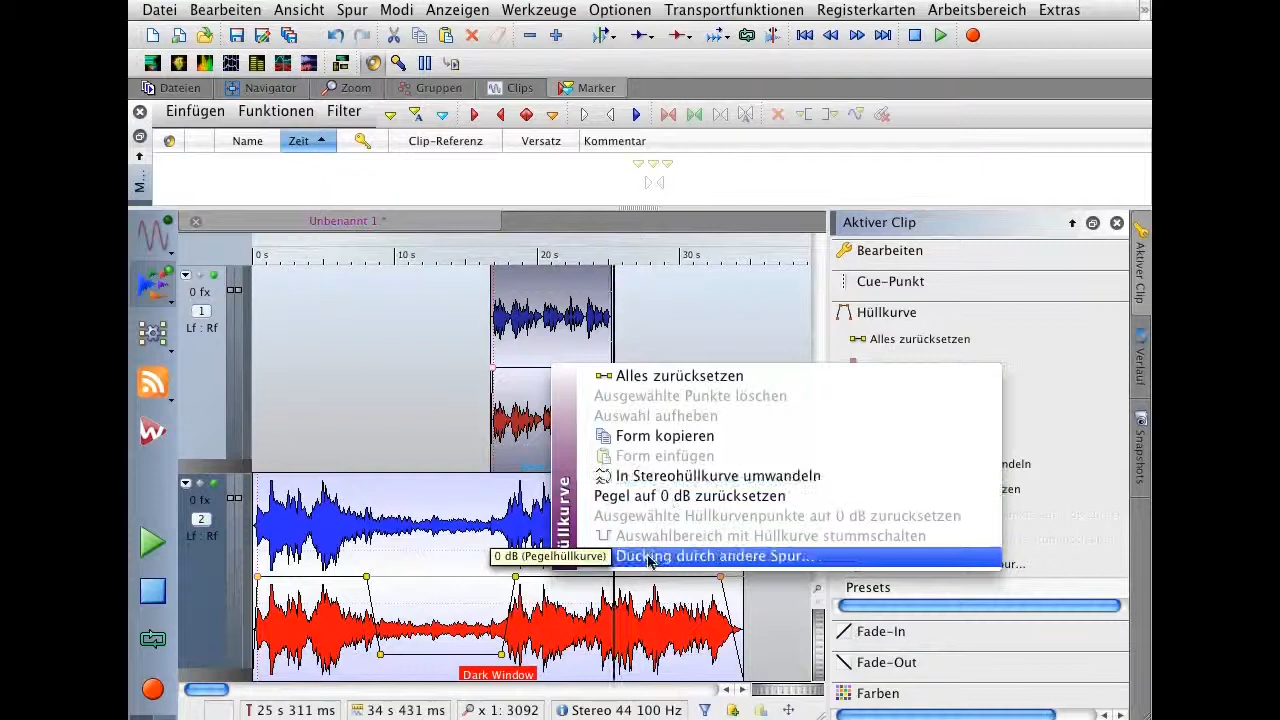 Datei Bearbeiten Ansicht Spur Modi Anzeigen Werkzeuge Optionen Transportfunktionen Registerkarten Arbeitsbereich Extras
Dateien Navigator Zoom Gruppen Clips Marker
Einfügen Funktionen Filter
Name Zeit Clip-Referenz Versatz Kommentar
M...
Unbenannt 1 *
Aktiver Clip
Aktiver Clip
Verlauf
Snapshots
0 s 10 s 20 s 30 s
Bearbeiten
Cue-Punkt
Hüllkurve
Alles zurücksetzen
0 fx
1
Lf : Rf
Alles zurücksetzen
Ausgewählte Punkte löschen
Auswahl aufheben
Form kopieren
Form einfügen
In Stereohüllkurve umwandeln
Pegel auf 0 dB zurücksetzen
Ausgewählte Hüllkurvenpunkte auf 0 dB zurücksetzen
Auswahlbereich mit Hüllkurve stummschalten
Ducking durch andere Spur...
üllkurve
ndeln
zen
ur...
0 fx
2
Lf : Rf
0 dB (Pegelhüllkurve)
Presets
Fade-In
Fade-Out
Farben
Dark Window
25 s 311 ms 34 s 431 ms x 1: 3092 Stereo 44 100 Hz